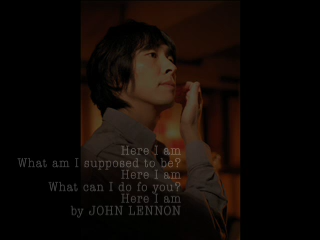 Here I am
What am I supposed to be?
Here I am
What can I do fo you?
Here I am
by JOHN LENNON